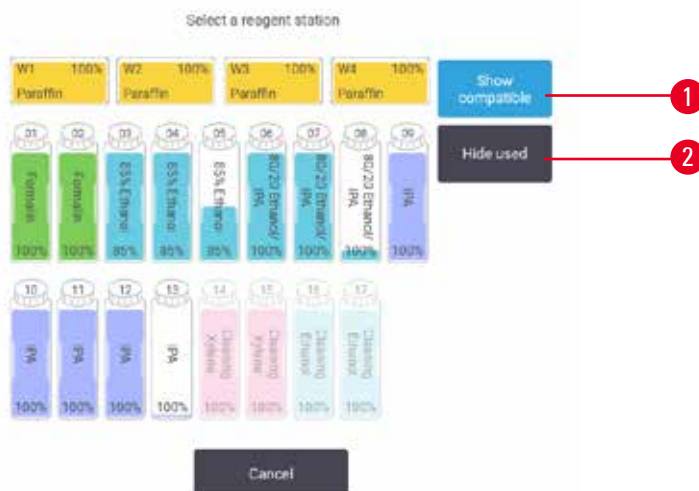 Select a reagent station
W1 100%
Paraffin
W2 100%
Paraffin
W3 100%
Paraffin
W4 100%
Paraffin
Show
compatible
1
Hide used
2
01
Formalin
100%
02
Formalin
100%
03
85% Ethanol
85%
04
85% Ethanol
85%
05
85% Ethanol
85%
06
80/20 Ethanol/
IPA
100%
07
80/20 Ethanol/
IPA
100%
08
80/20 Ethanol/
IPA
100%
09
IPA
100%
10
IPA
100%
11
IPA
100%
12
IPA
100%
13
IPA
100%
14
Cleaning
Xylene
100%
15
Cleaning
Xylene
100%
16
Cleaning
Ethanol
100%
17
Cleaning
Ethanol
100%
Cancel